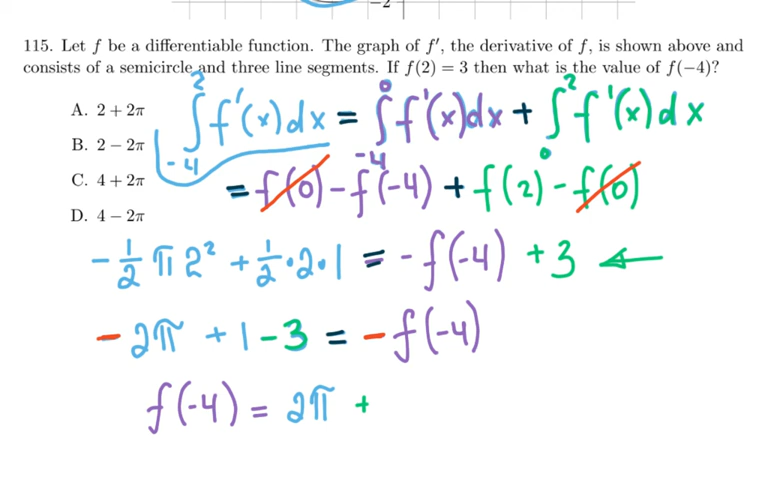 -2
115. Let f be a differentiable function. The graph of f′, the derivative of f, is shown above and
consists of a semicircle and three line segments. If f(2) = 3 then what is the value of f(−4)?
A. 2 + 2π
B. 2 − 2π
C. 4 + 2π
D. 4 − 2π
∫_{-4}^{2} f'(x)dx = ∫_{-4}^{0} f'(x)dx + ∫_{0}^{2} f'(x)dx
= f(0) - f(-4) + f(2) - f(0)
-1/2 π 2² + 1/2 · 2 · 1 = -f(-4) + 3 ←
- 2π + 1 - 3 = - f(-4)
f(-4) = 2π +